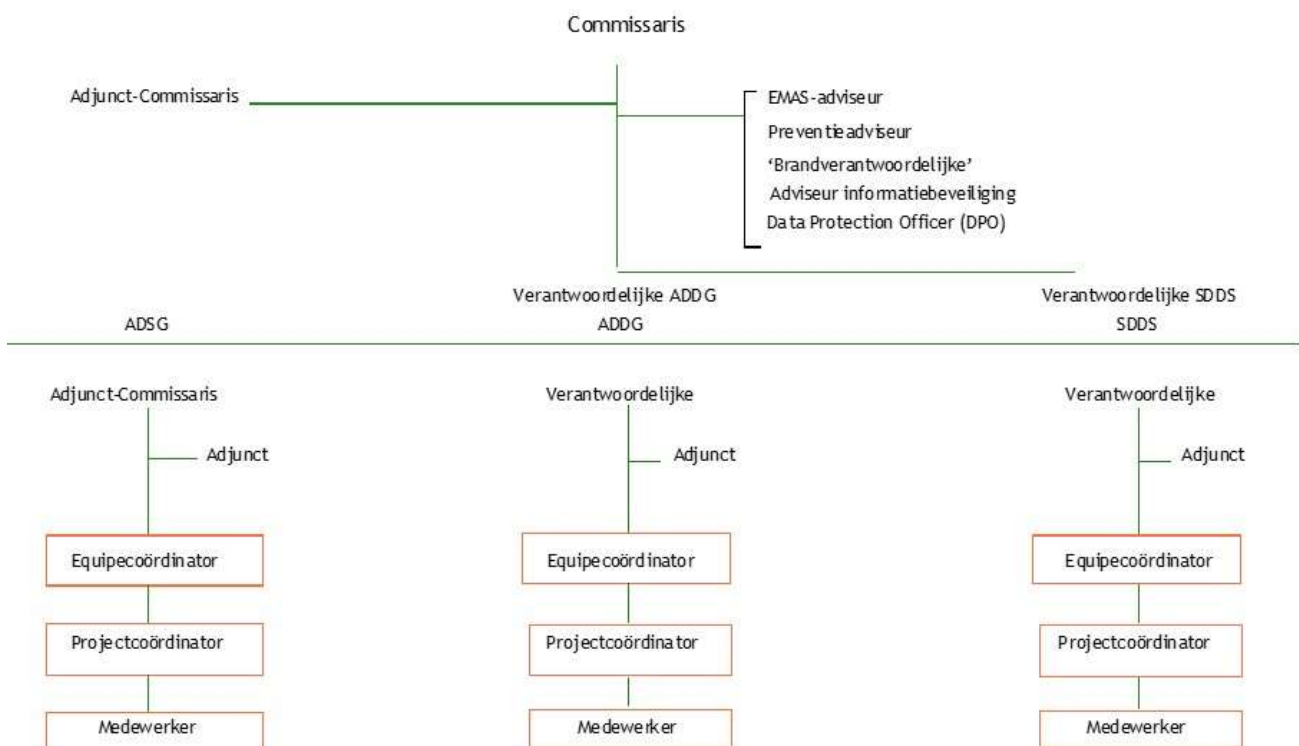 Commissaris
Adjunct-Commissaris
EMAS-adviseur
Preventieadviseur
‘Brandverantwoordelijke’
Adviseur informatiebeveiliging
Data Protection Officer (DPO)
Verantwoordelijke ADDG
Verantwoordelijke SDDS
ADSG
ADDG
SDDS
Adjunct-Commissaris
Verantwoordelijke
Verantwoordelijke
Adjunct
Adjunct
Adjunct
Equipecoördinator
Equipecoördinator
Equipecoördinator
Projectcoördinator
Projectcoördinator
Projectcoördinator
Medewerker
Medewerker
Medewerker